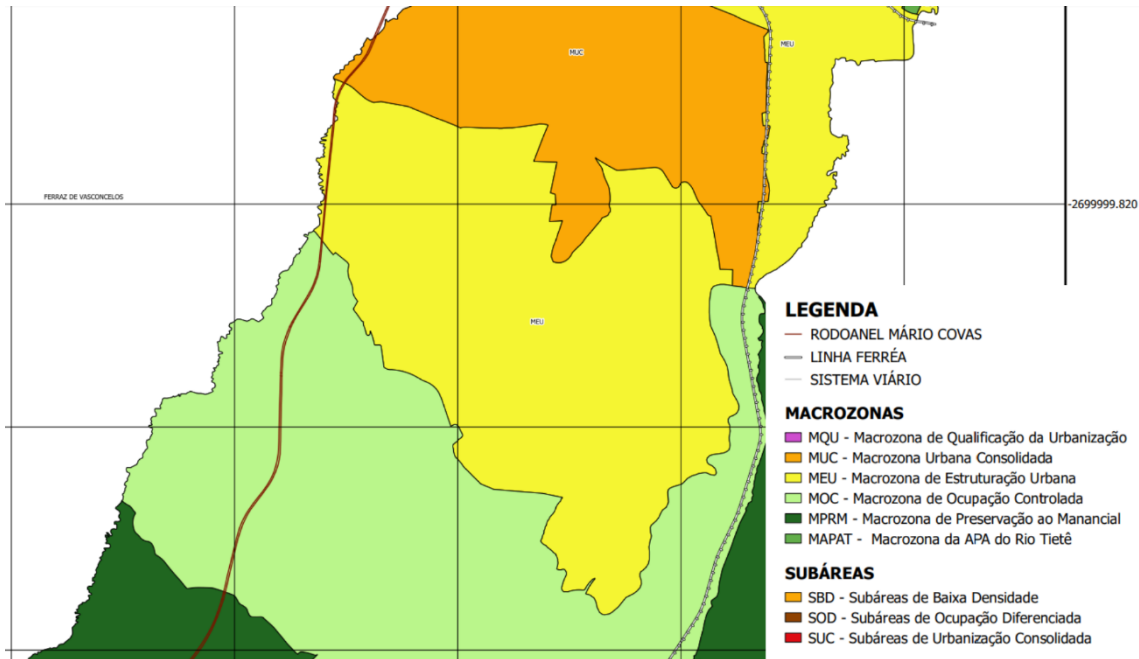 MUC
MEU
FERRAZ DE VASCONCELOS
-2699999.820
MEU
LEGENDA
RODOANEL MÁRIO COVAS
LINHA FERRÉA
SISTEMA VIÁRIO
MACROZONAS
MQU - Macrozona de Qualificação da Urbanização
MUC - Macrozona Urbana Consolidada
MEU - Macrozona de Estruturação Urbana
MOC - Macrozona de Ocupação Controlada
MPRM - Macrozona de Preservação ao Manancial
MAPAT - Macrozona da APA do Rio Tietê
SUBÁREAS
SBD - Subáreas de Baixa Densidade
SOD - Subáreas de Ocupação Diferenciada
SUC - Subáreas de Urbanização Consolidada